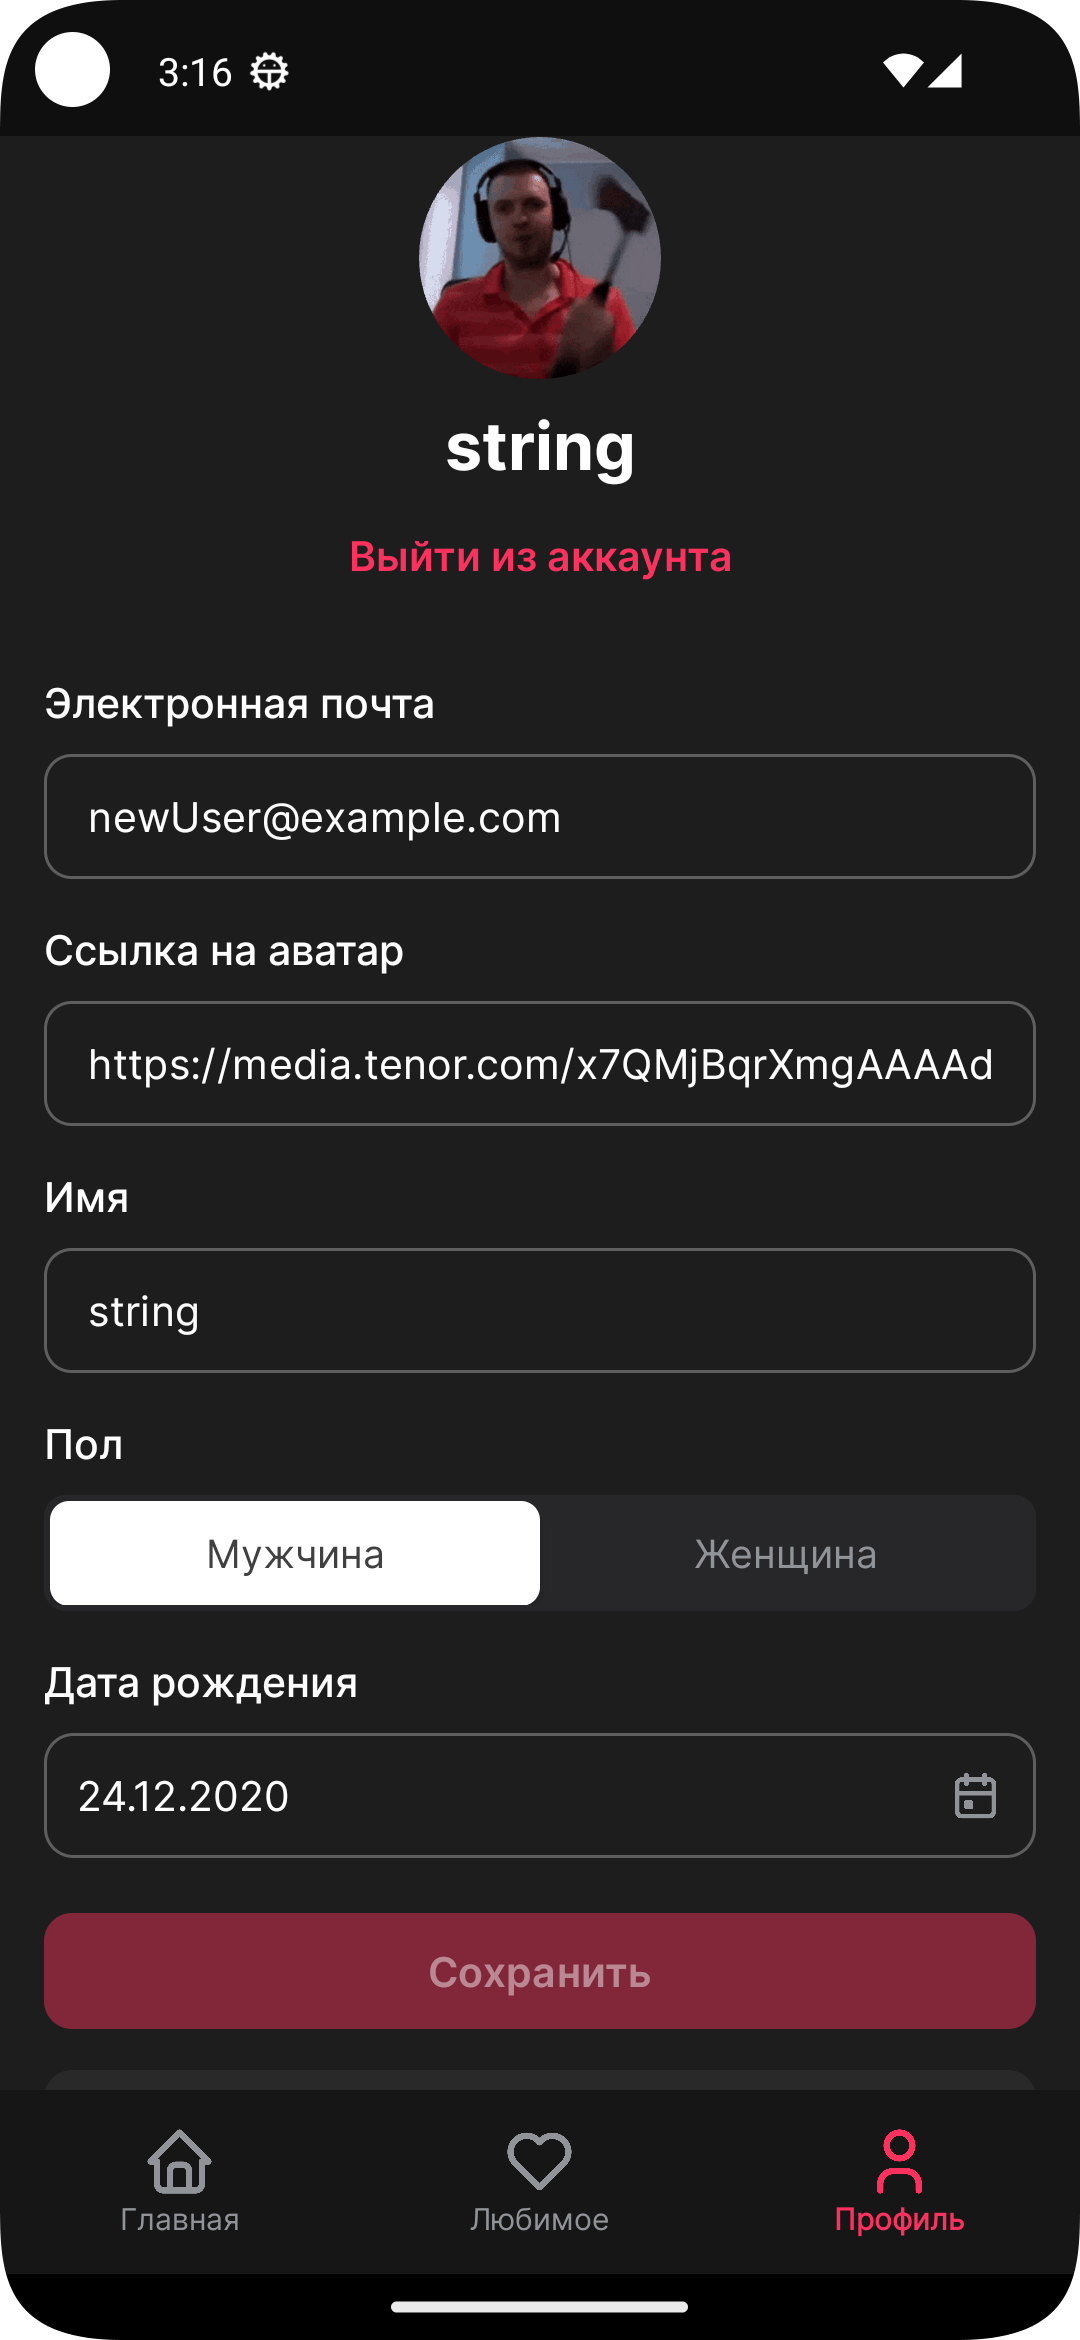 3:16
string
Выйти из аккаунта
Электронная почта
newUser@example.com
Ссылка на аватар
https://media.tenor.com/x7QMjBqrXmgAAAAd
Имя
string
Пол
Мужчина Женщина
Дата рождения
24.12.2020
Сохранить
Главная Любимое Профиль